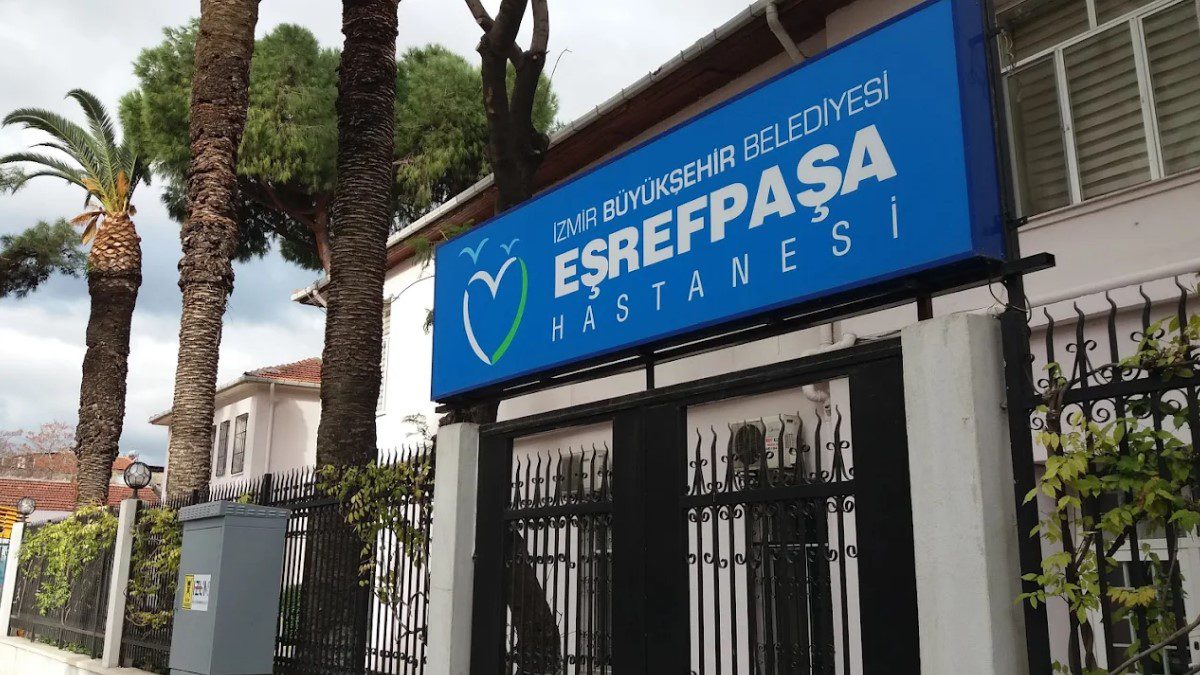 İZMİR BÜYÜKŞEHİR BELEDİYESİ
EŞREFPAŞA
HASTANESİ